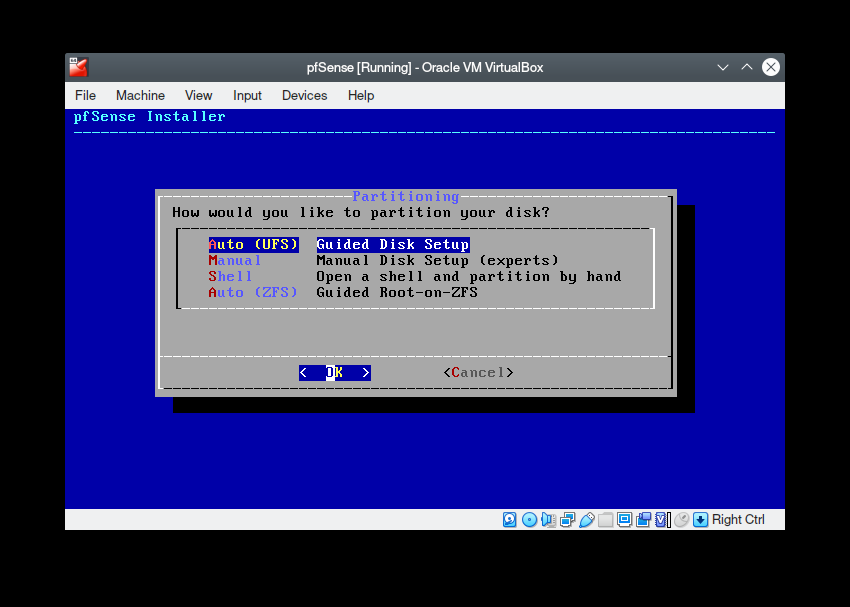 pfSense [Running] - Oracle VM VirtualBox
File Machine View Input Devices Help
pfSense Installer
Partitioning
How would you like to partition your disk?
Auto (UFS) Guided Disk Setup
Manual Manual Disk Setup (experts)
Shell Open a shell and partition by hand
Auto (ZFS) Guided Root-on-ZFS
< OK > <Cancel>
Right Ctrl